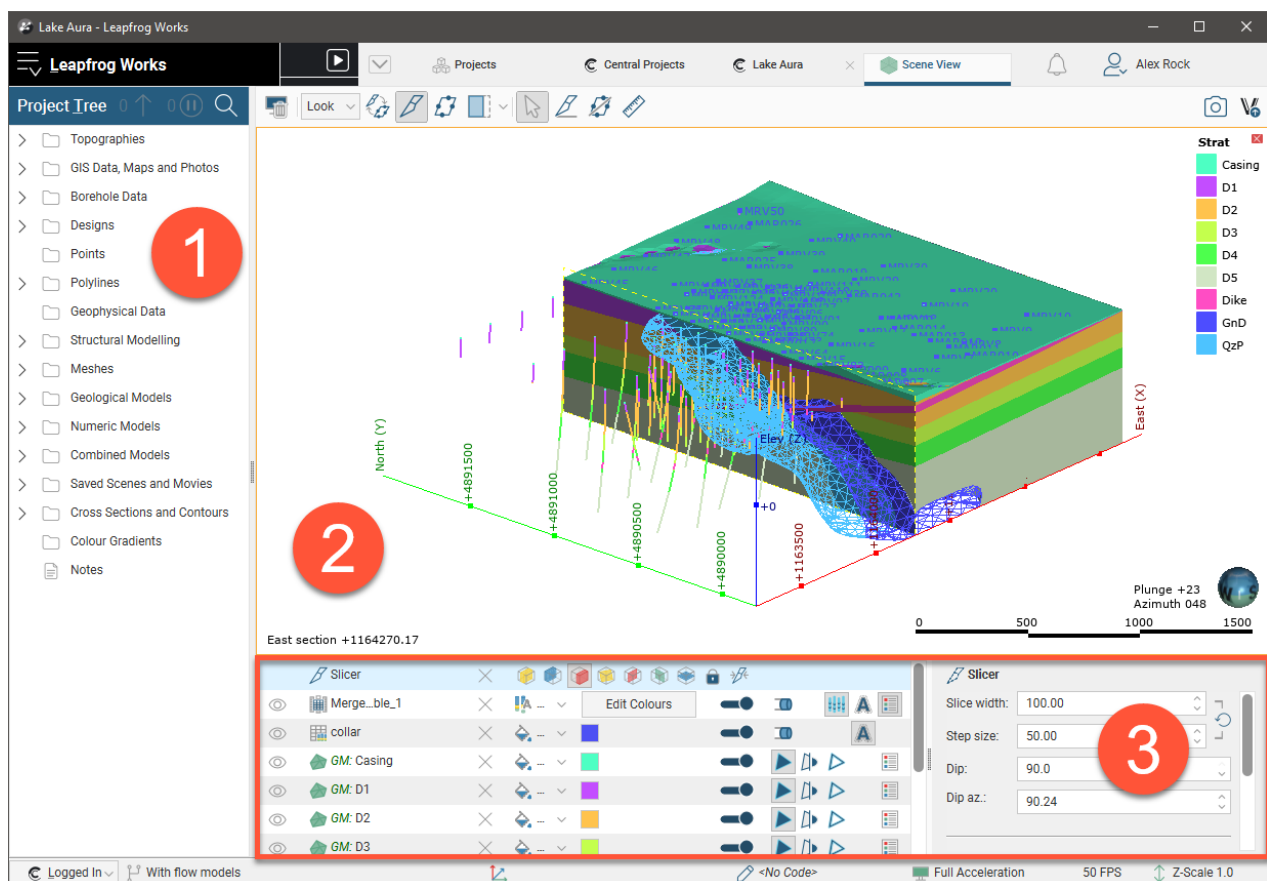 Lake Aura - Leapfrog Works
Leapfrog Works
Projects
Central Projects
Lake Aura
Scene View
Alex Rock
Project Tree 0 0
Look
Topographies
GIS Data, Maps and Photos
Borehole Data
Designs
Points
Polylines
Geophysical Data
Structural Modelling
Meshes
Geological Models
Numeric Models
Combined Models
Saved Scenes and Movies
Cross Sections and Contours
Colour Gradients
Notes
1
2
Strat
Casing
D1
D2
D3
D4
D5
Dike
GnD
QzP
MRV50
North (Y)
East (X)
Elev (Z)
+0
+4891500
+4891000
+4890500
+4890000
+1163500
+1164000
Plunge +23
Azimuth 048
W S
0 500 1000 1500
East section +1164270.17
Slicer
Merge...ble_1
A ...
Edit Colours
A
collar
...
A
GM: Casing
...
GM: D1
...
GM: D2
...
GM: D3
...
Slicer
Slice width: 100.00
Step size: 50.00
Dip: 90.0
Dip az.: 90.24
3
Logged In
With flow models
<No Code>
Full Acceleration
50 FPS
Z-Scale 1.0